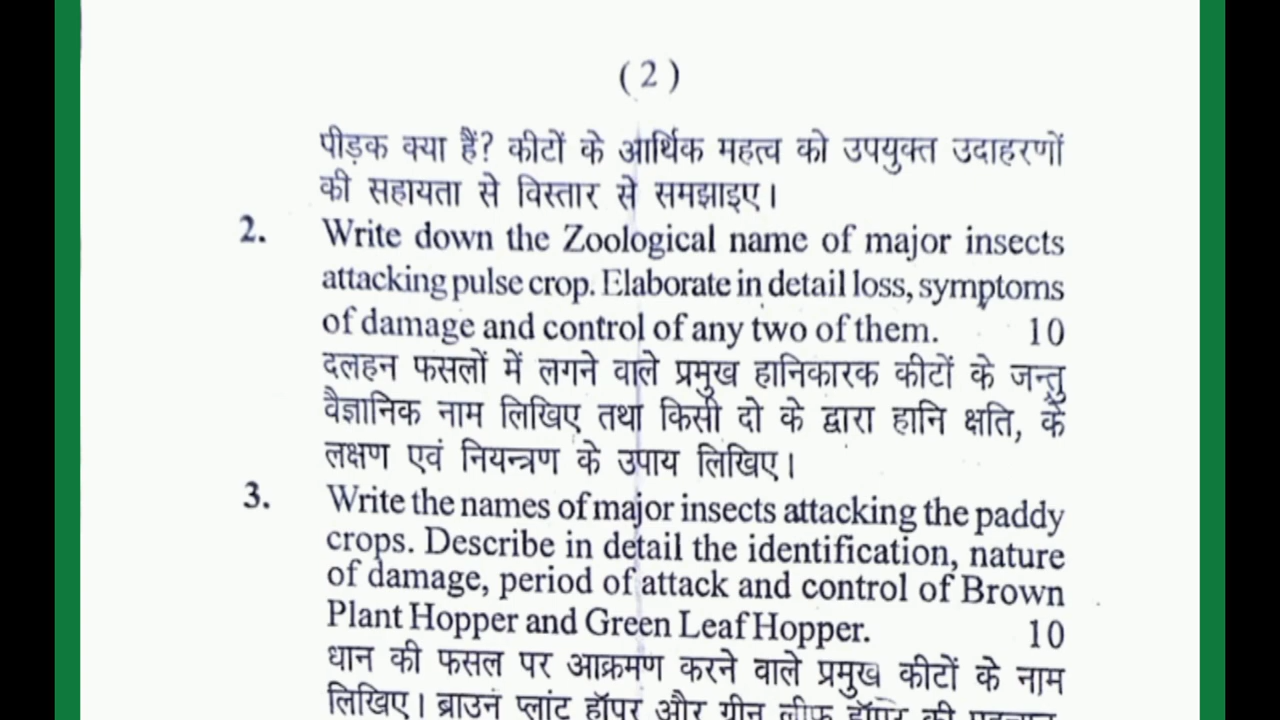 ( 2 )
पीड़क क्या हैं? कीटों के आर्थिक महत्व को उपयुक्त उदाहरणों
की सहायता से विस्तार से समझाइए।
2. Write down the Zoological name of major insects
attacking pulse crop. Elaborate in detail loss, symptoms
of damage and control of any two of them. 10
दलहन फसलों में लगने वाले प्रमुख हानिकारक कीटों के जन्तु
वैज्ञानिक नाम लिखिए तथा किसी दो के द्वारा हानि क्षति, के
लक्षण एवं नियन्त्रण के उपाय लिखिए।
3. Write the names of major insects attacking the paddy
crops. Describe in detail the identification, nature
of damage, period of attack and control of Brown
Plant Hopper and Green Leaf Hopper. 10
धान की फसल पर आक्रमण करने वाले प्रमुख कीटों के नाम
लिखिए। ब्राउन प्लांट हॉपर और ग्रीन लीफ हॉपर की